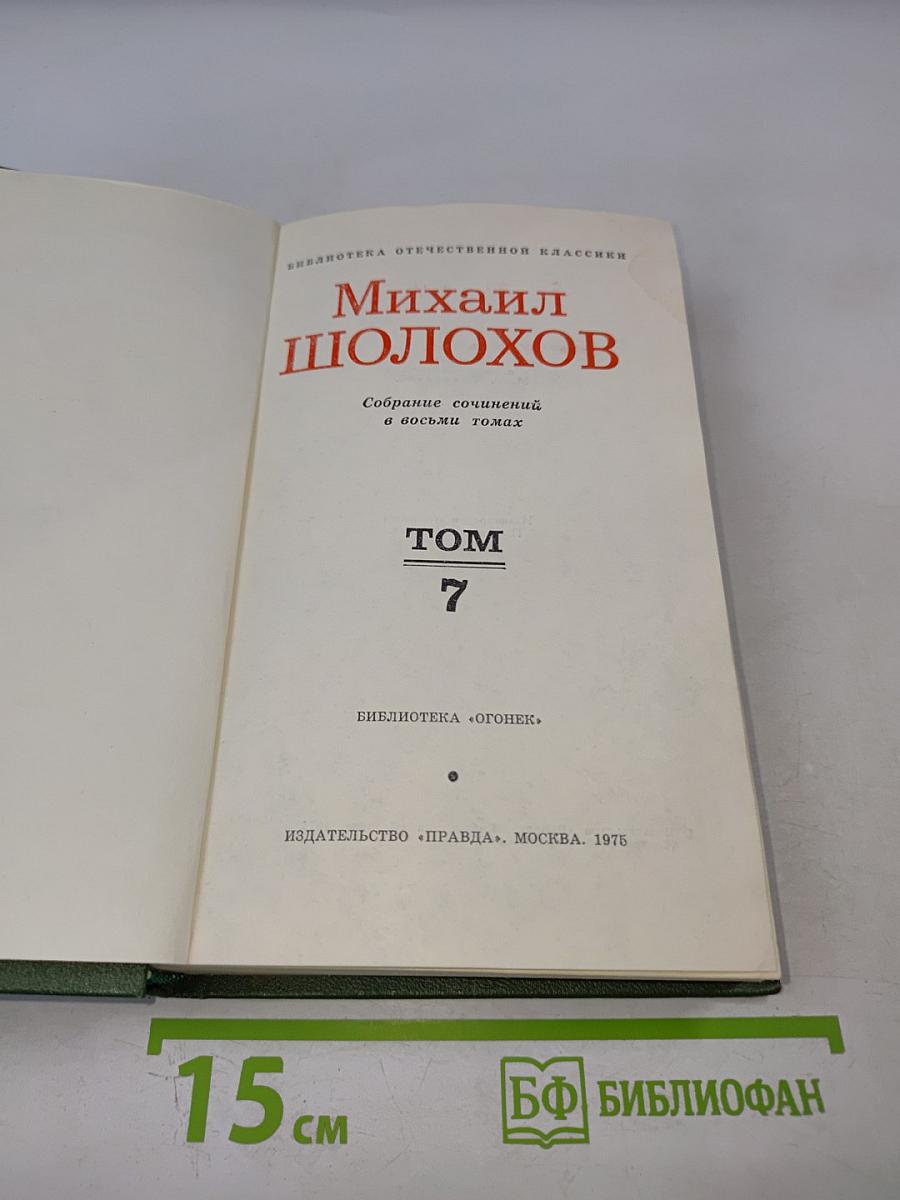 БИБЛИОТЕКА ОТЕЧЕСТВЕННОЙ КЛАССИКИ
Михаил
ШОЛОХОВ
Собрание сочинений
в восьми томах
ТОМ
7
БИБЛИОТЕКА «ОГОНЕК»
ИЗДАТЕЛЬСТВО «ПРАВДА». МОСКВА. 1975
15 см
БФ БИБЛИОФАН